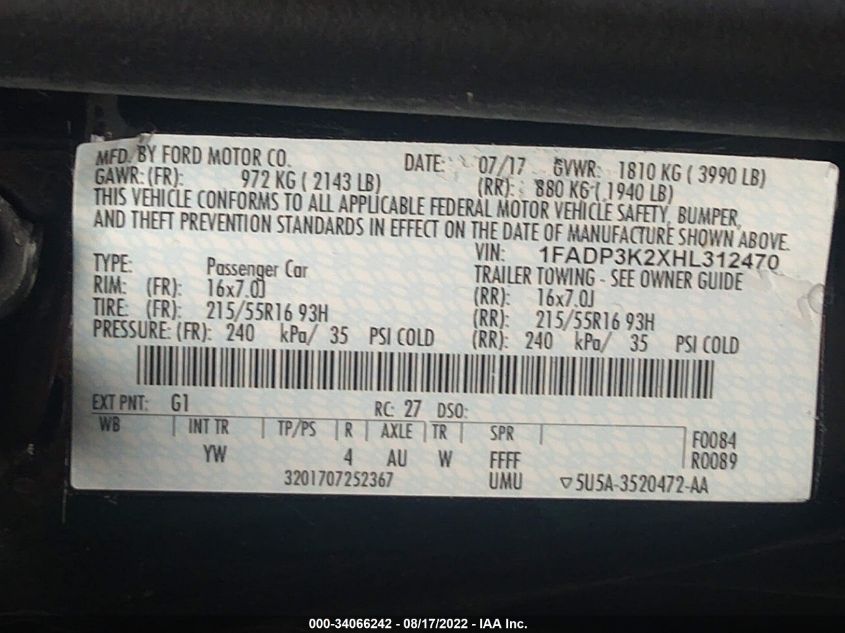 MFD. BY FORD MOTOR CO. DATE: 07/17 GVWR: 1810 KG ( 3990 LB)
GAWR: (FR): 972 KG ( 2143 LB) (RR): 880 KG ( 1940 LB)
THIS VEHICLE CONFORMS TO ALL APPLICABLE FEDERAL MOTOR VEHICLE SAFETY, BUMPER,
AND THEFT PREVENTION STANDARDS IN EFFECT ON THE DATE OF MANUFACTURE SHOWN ABOVE.
VIN: 1FADP3K2XHL312470
TYPE: Passenger Car TRAILER TOWING - SEE OWNER GUIDE
RIM: (FR): 16x7.0J (RR): 16x7.0J
TIRE: (FR): 215/55R16 93H (RR): 215/55R16 93H
PRESSURE: (FR): 240 kPa/ 35 PSI COLD (RR): 240 kPa/ 35 PSI COLD
EXT PNT: G1 RC: 27 DSO:
WB INT TR TP/PS R AXLE TR SPR F0084
YW 4 AU W FFFF R0089
3201707252367 UMU ▽5U5A-3520472-AA
000-34066242 - 08/17/2022 - IAA Inc.